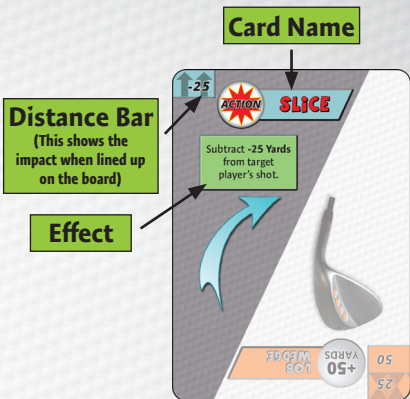 Card Name
-25
ACTION
SLICE
Distance Bar
(This shows the
impact when lined up
on the board)
Subtract -25 Yards
from target
player's shot.
Effect
LOB
WEDGE
+50
YARDS
50
25